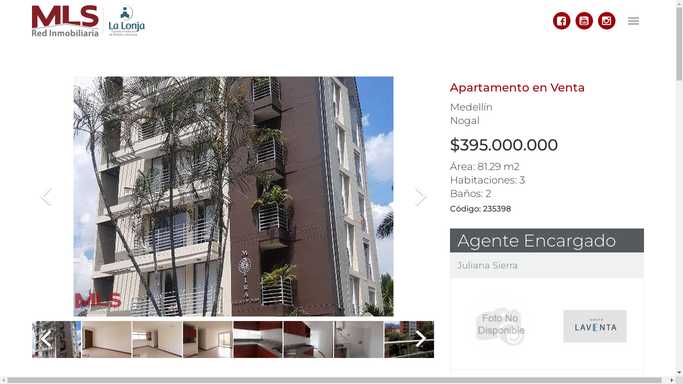 MLS
Red Inmobiliaria
La Lonja
Apartamento en Venta
Medellín
Nogal
$395.000.000
Área: 81.29 m2
Habitaciones: 3
Baños: 2
Código: 235398
MLS
Agente Encargado
Juliana Sierra
Foto No
Disponible
LAVENTA